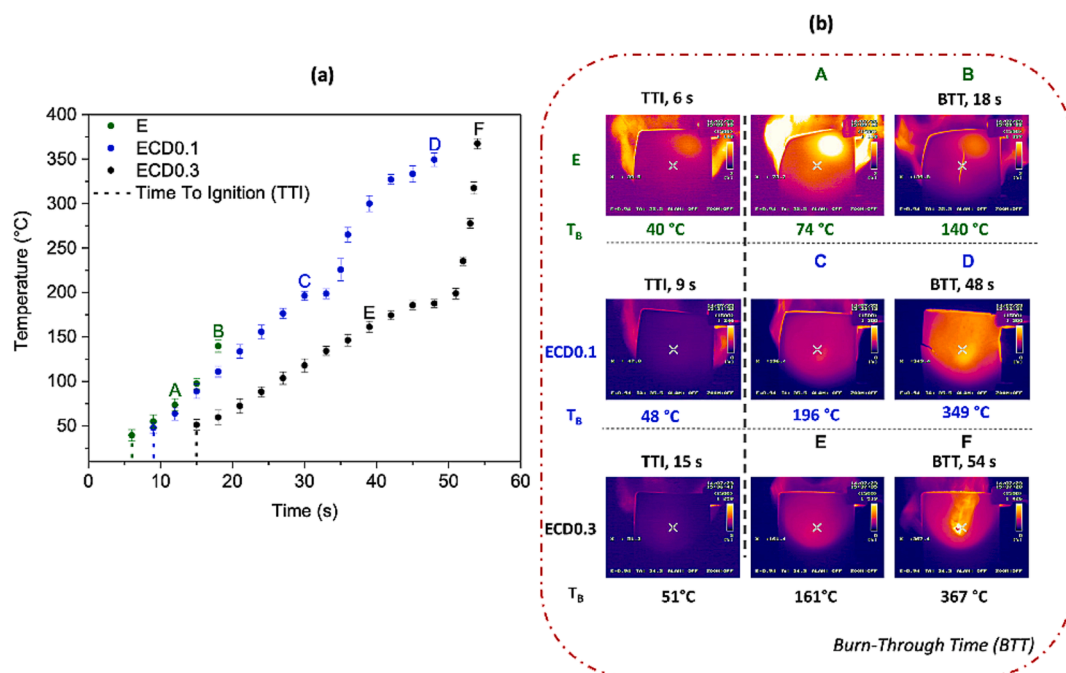 (b)
(a)
A
B
TTI, 6 s
BTT, 18 s
E
T_B
40 °C
74 °C
140 °C
C
D
TTI, 9 s
BTT, 48 s
ECD0.1
T_B
48 °C
196 °C
349 °C
E
F
TTI, 15 s
BTT, 54 s
ECD0.3
T_B
51°C
161°C
367 °C
Burn-Through Time (BTT)
Temperature (°C)
400
350
300
250
200
150
100
50
E
ECD0.1
ECD0.3
Time To Ignition (TTI)
A
B
C
D
E
F
0
10
20
30
40
50
60
Time (s)